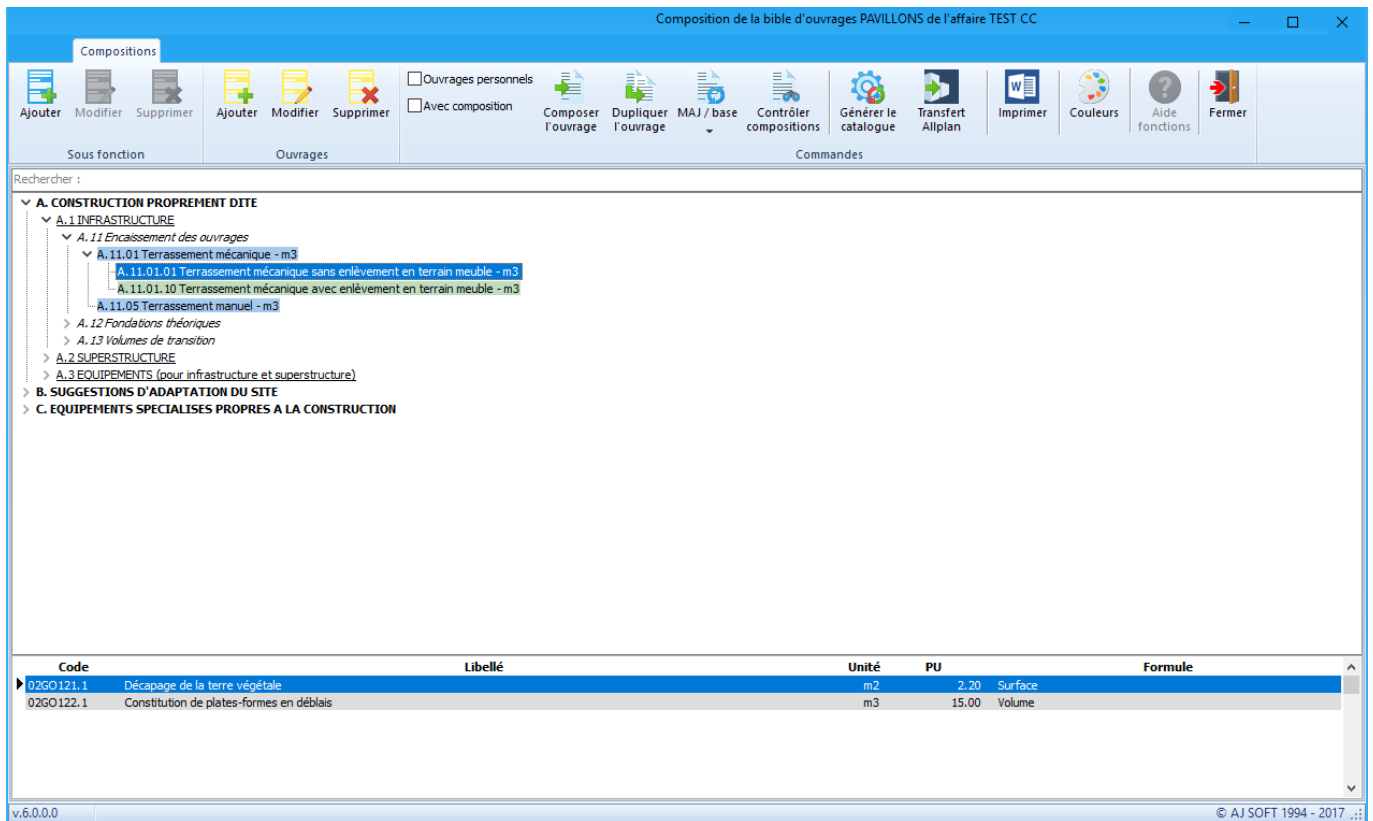 Composition de la bible d'ouvrages PAVILLONS de l'affaire TEST CC
Compositions
Ajouter Modifier Supprimer Ajouter Modifier Supprimer
Ouvrages personnels
Avec composition
Composer l'ouvrage Dupliquer l'ouvrage MAJ / base Contrôler compositions Générer le catalogue Transfert Allplan Imprimer Couleurs Aide fonctions Fermer
Sous fonction Ouvrages Commandes
Rechercher :
A. CONSTRUCTION PROPREMENT DITE
A.1 INFRASTRUCTURE
A.11 Encaissement des ouvrages
A.11.01 Terrassement mécanique - m3
A.11.01.01 Terrassement mécanique sans enlèvement en terrain meuble - m3
A.11.01.10 Terrassement mécanique avec enlèvement en terrain meuble - m3
A.11.05 Terrassement manuel - m3
A.12 Fondations théoriques
A.13 Volumes de transition
A.2 SUPERSTRUCTURE
A.3 EQUIPEMENTS (pour infrastructure et superstructure)
B. SUGGESTIONS D'ADAPTATION DU SITE
C. EQUIPEMENTS SPECIALISES PROPRES A LA CONSTRUCTION
Code Libellé Unité PU Formule
02GO121.1 Décapage de la terre végétale m2 2.20 Surface
02GO122.1 Constitution de plates-formes en déblais m3 15.00 Volume
v.6.0.0.0 © AJ SOFT 1994 - 2017